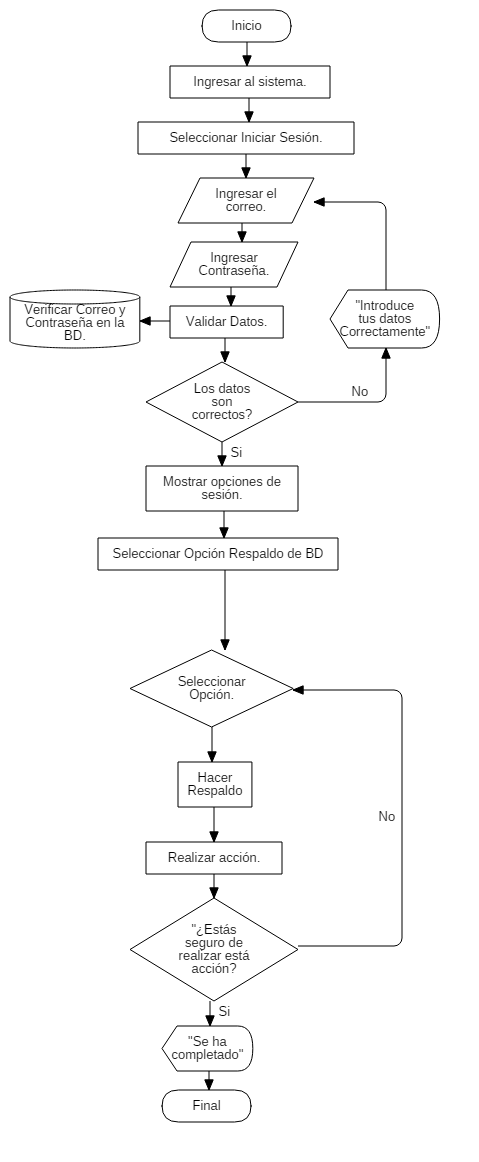 Inicio
Ingresar al sistema.
Seleccionar Iniciar Sesión.
Ingresar el
correo.
Ingresar
Contraseña.
"Introduce
tus datos
Correctamente"
Verificar Correo y
Contraseña en la
BD.
Validar Datos.
Los datos
son
correctos?
No
Si
Mostrar opciones de
sesión.
Seleccionar Opción Respaldo de BD
Seleccionar
Opción.
Hacer
Respaldo
No
Realizar acción.
"¿Estás
seguro de
realizar está
acción?
Si
"Se ha
completado"
Final